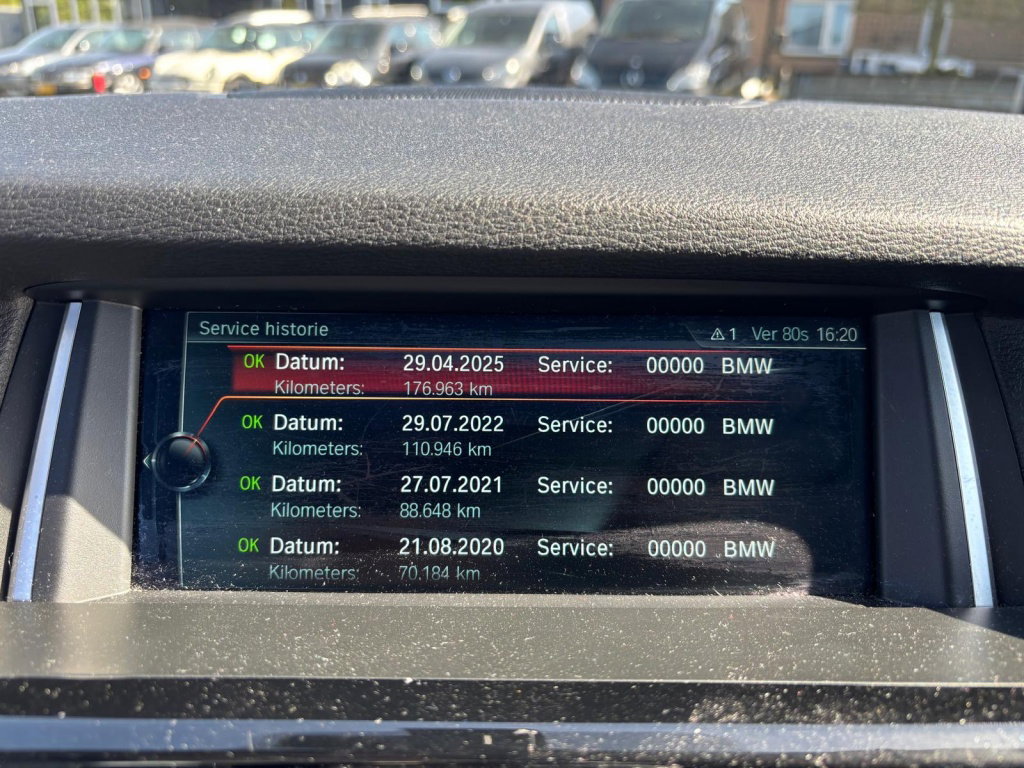 Service historie ⚠1 Ver 80s 16:20
OK Datum: 29.04.2025 Service: 00000 BMW
Kilometers: 176.963 km
OK Datum: 29.07.2022 Service: 00000 BMW
Kilometers: 110.946 km
OK Datum: 27.07.2021 Service: 00000 BMW
Kilometers: 88.648 km
OK Datum: 21.08.2020 Service: 00000 BMW
Kilometers: 70.184 km